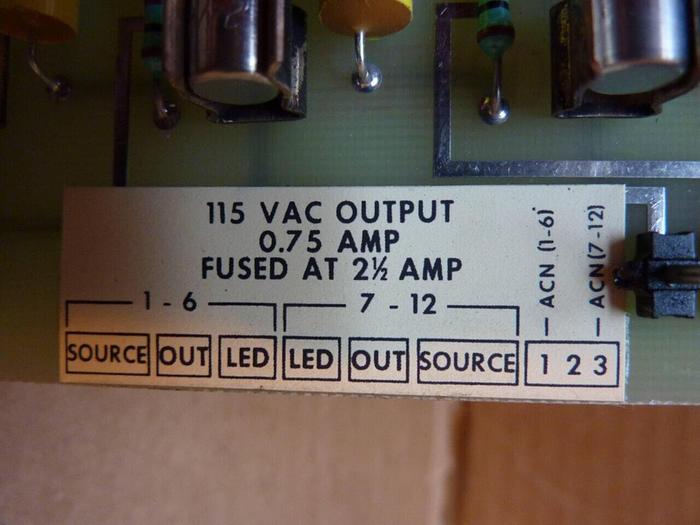 115 VAC OUTPUT
0.75 AMP
FUSED AT 2½ AMP
1 - 6
7 - 12
SOURCE OUT LED LED OUT SOURCE 1 2 3
ACN (1-6)
ACN (7-12)